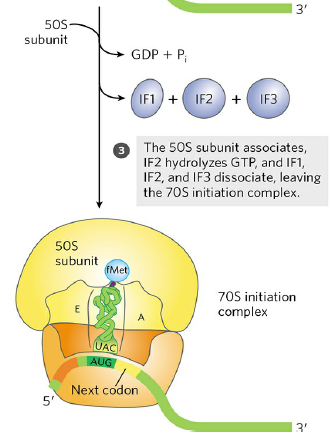 3′
50S
subunit
GDP + Pi
IF1 + IF2 + IF3
3 The 50S subunit associates,
IF2 hydrolyzes GTP, and IF1,
IF2, and IF3 dissociate, leaving
the 70S initiation complex.
50S
subunit
fMet
E
A
70S initiation
complex
UAC
AUG
Next codon
5′
3′